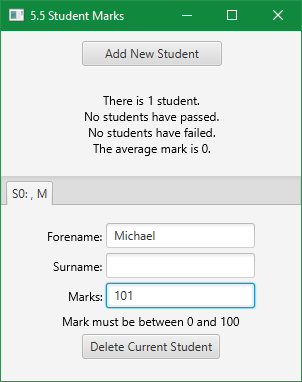 5.5 Student Marks
Add New Student
There is 1 student.
No students have passed.
No students have failed.
The average mark is 0.
S0: , M
Forename: Michael
Surname:
Marks: 101
Mark must be between 0 and 100
Delete Current Student